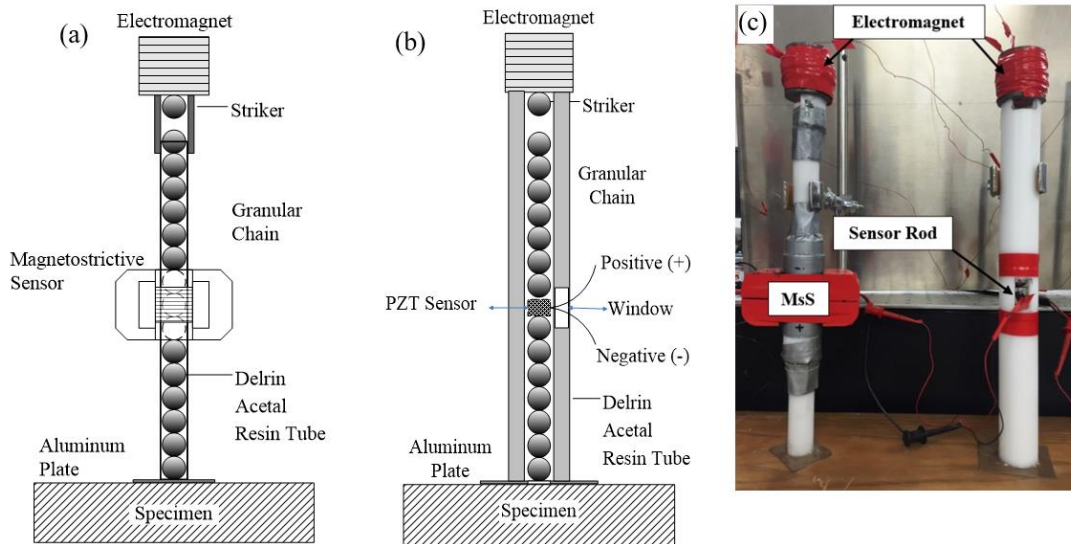 (a)
Electromagnet
Striker
Granular
Chain
Magnetostrictive
Sensor
Delrin
Acetal
Resin Tube
Aluminum
Plate
Specimen
(b)
Electromagnet
Striker
Granular
Chain
Positive (+)
PZT Sensor
Window
Negative (-)
Delrin
Acetal
Resin Tube
Aluminum
Plate
Specimen
(c)
Electromagnet
Sensor Rod
-
MsS
+